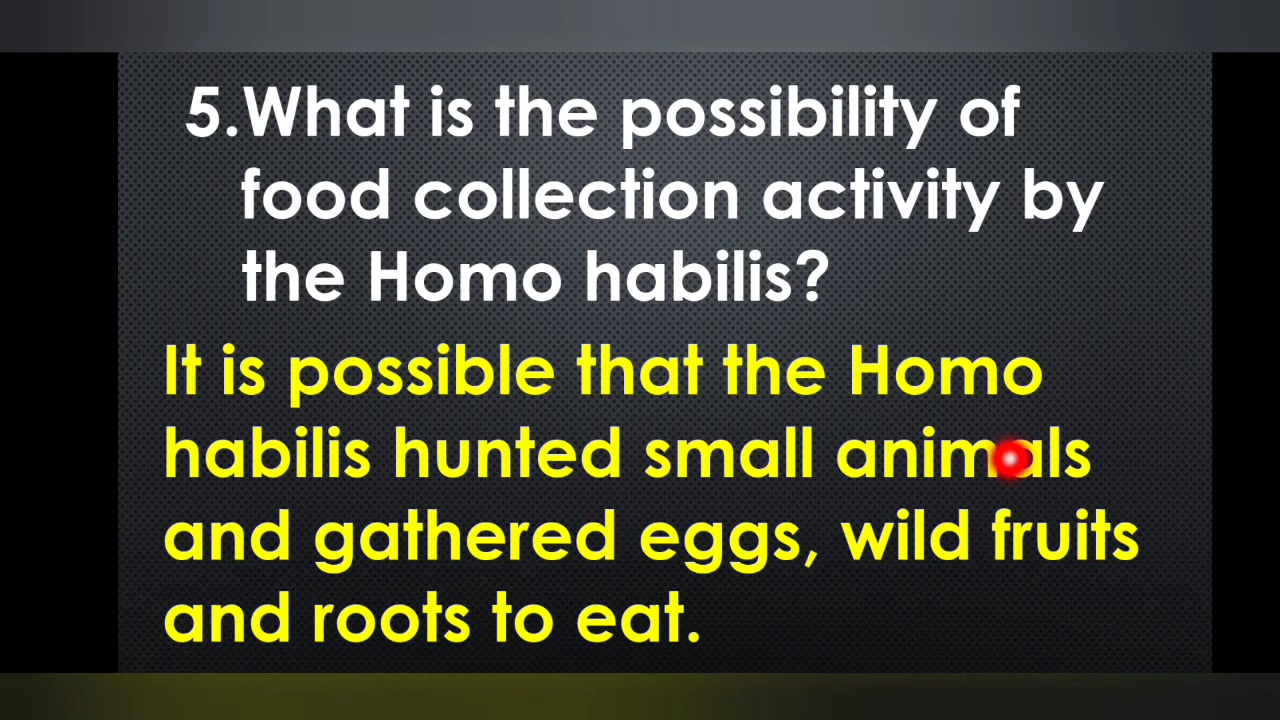 5.What is the possibility of
food collection activity by
the Homo habilis?
It is possible that the Homo
habilis hunted small animals
and gathered eggs, wild fruits
and roots to eat.